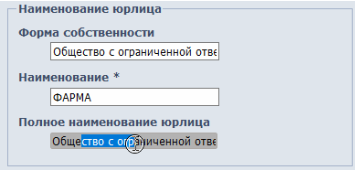 Наименование юрлица
Форма собственности
Общество с ограниченной отве
Наименование *
ФАРМА
Полное наименование юрлица
Общество с ограниченной отве